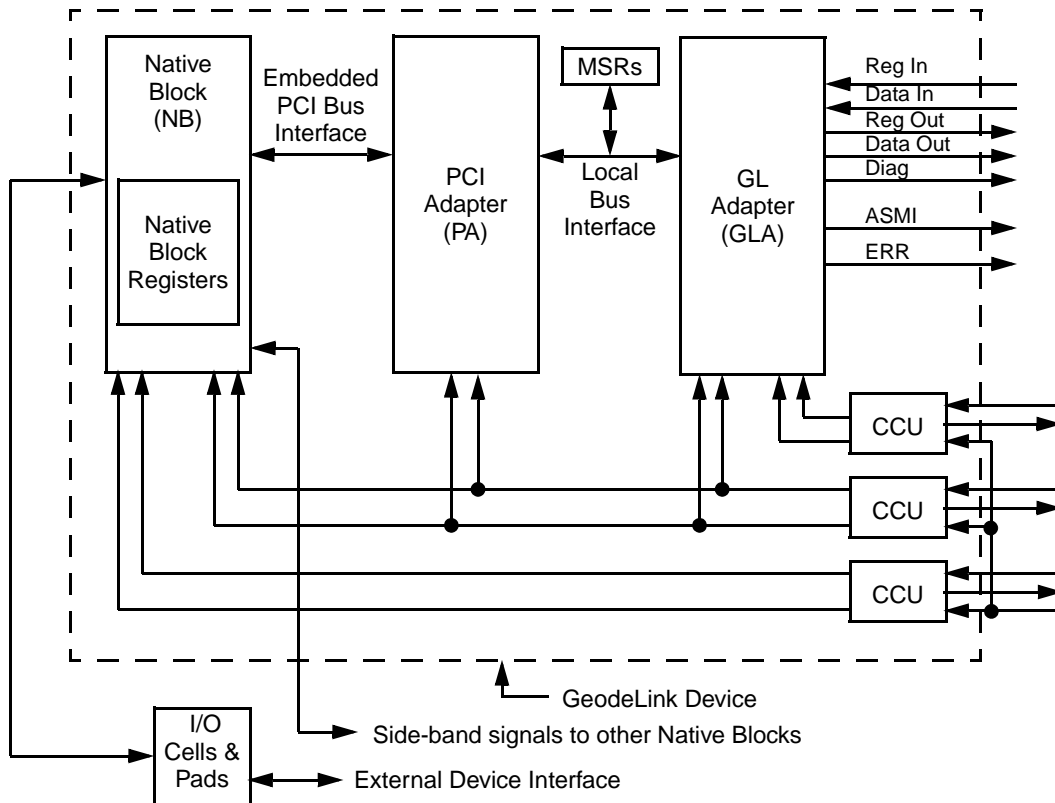 Native
Block
(NB)
Native
Block
Registers
Embedded
PCI Bus
Interface
PCI
Adapter
(PA)
MSRs
Local
Bus
Interface
GL
Adapter
(GLA)
Reg In
Data In
Reg Out
Data Out
Diag
ASMI
ERR
CCU
CCU
CCU
GeodeLink Device
Side-band signals to other Native Blocks
I/O
Cells &
Pads
External Device Interface